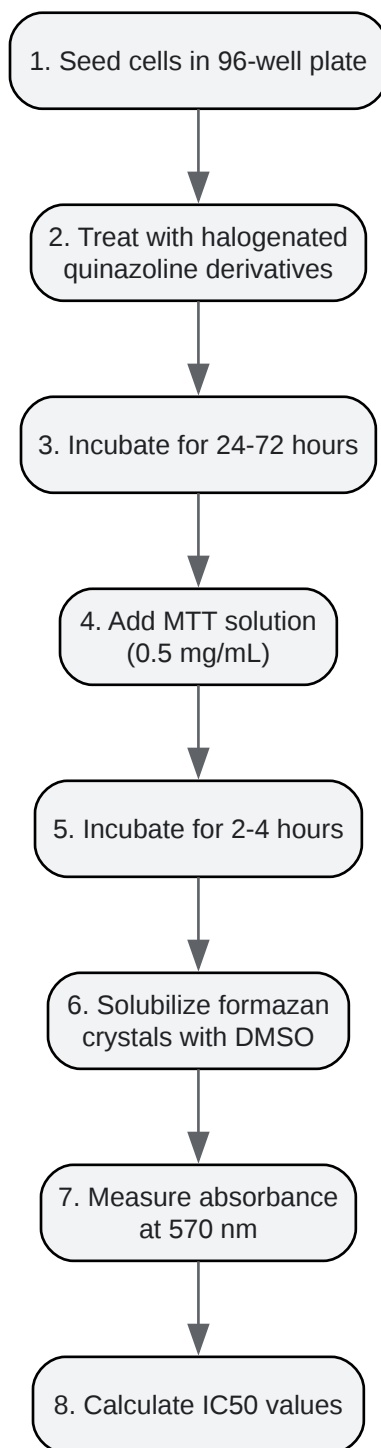 1. Seed cells in 96-well plate
2. Treat with halogenated
quinazoline derivatives
3. Incubate for 24-72 hours
4. Add MTT solution
(0.5 mg/mL)
5. Incubate for 2-4 hours
6. Solubilize formazan
crystals with DMSO
7. Measure absorbance
at 570 nm
8. Calculate IC50 values